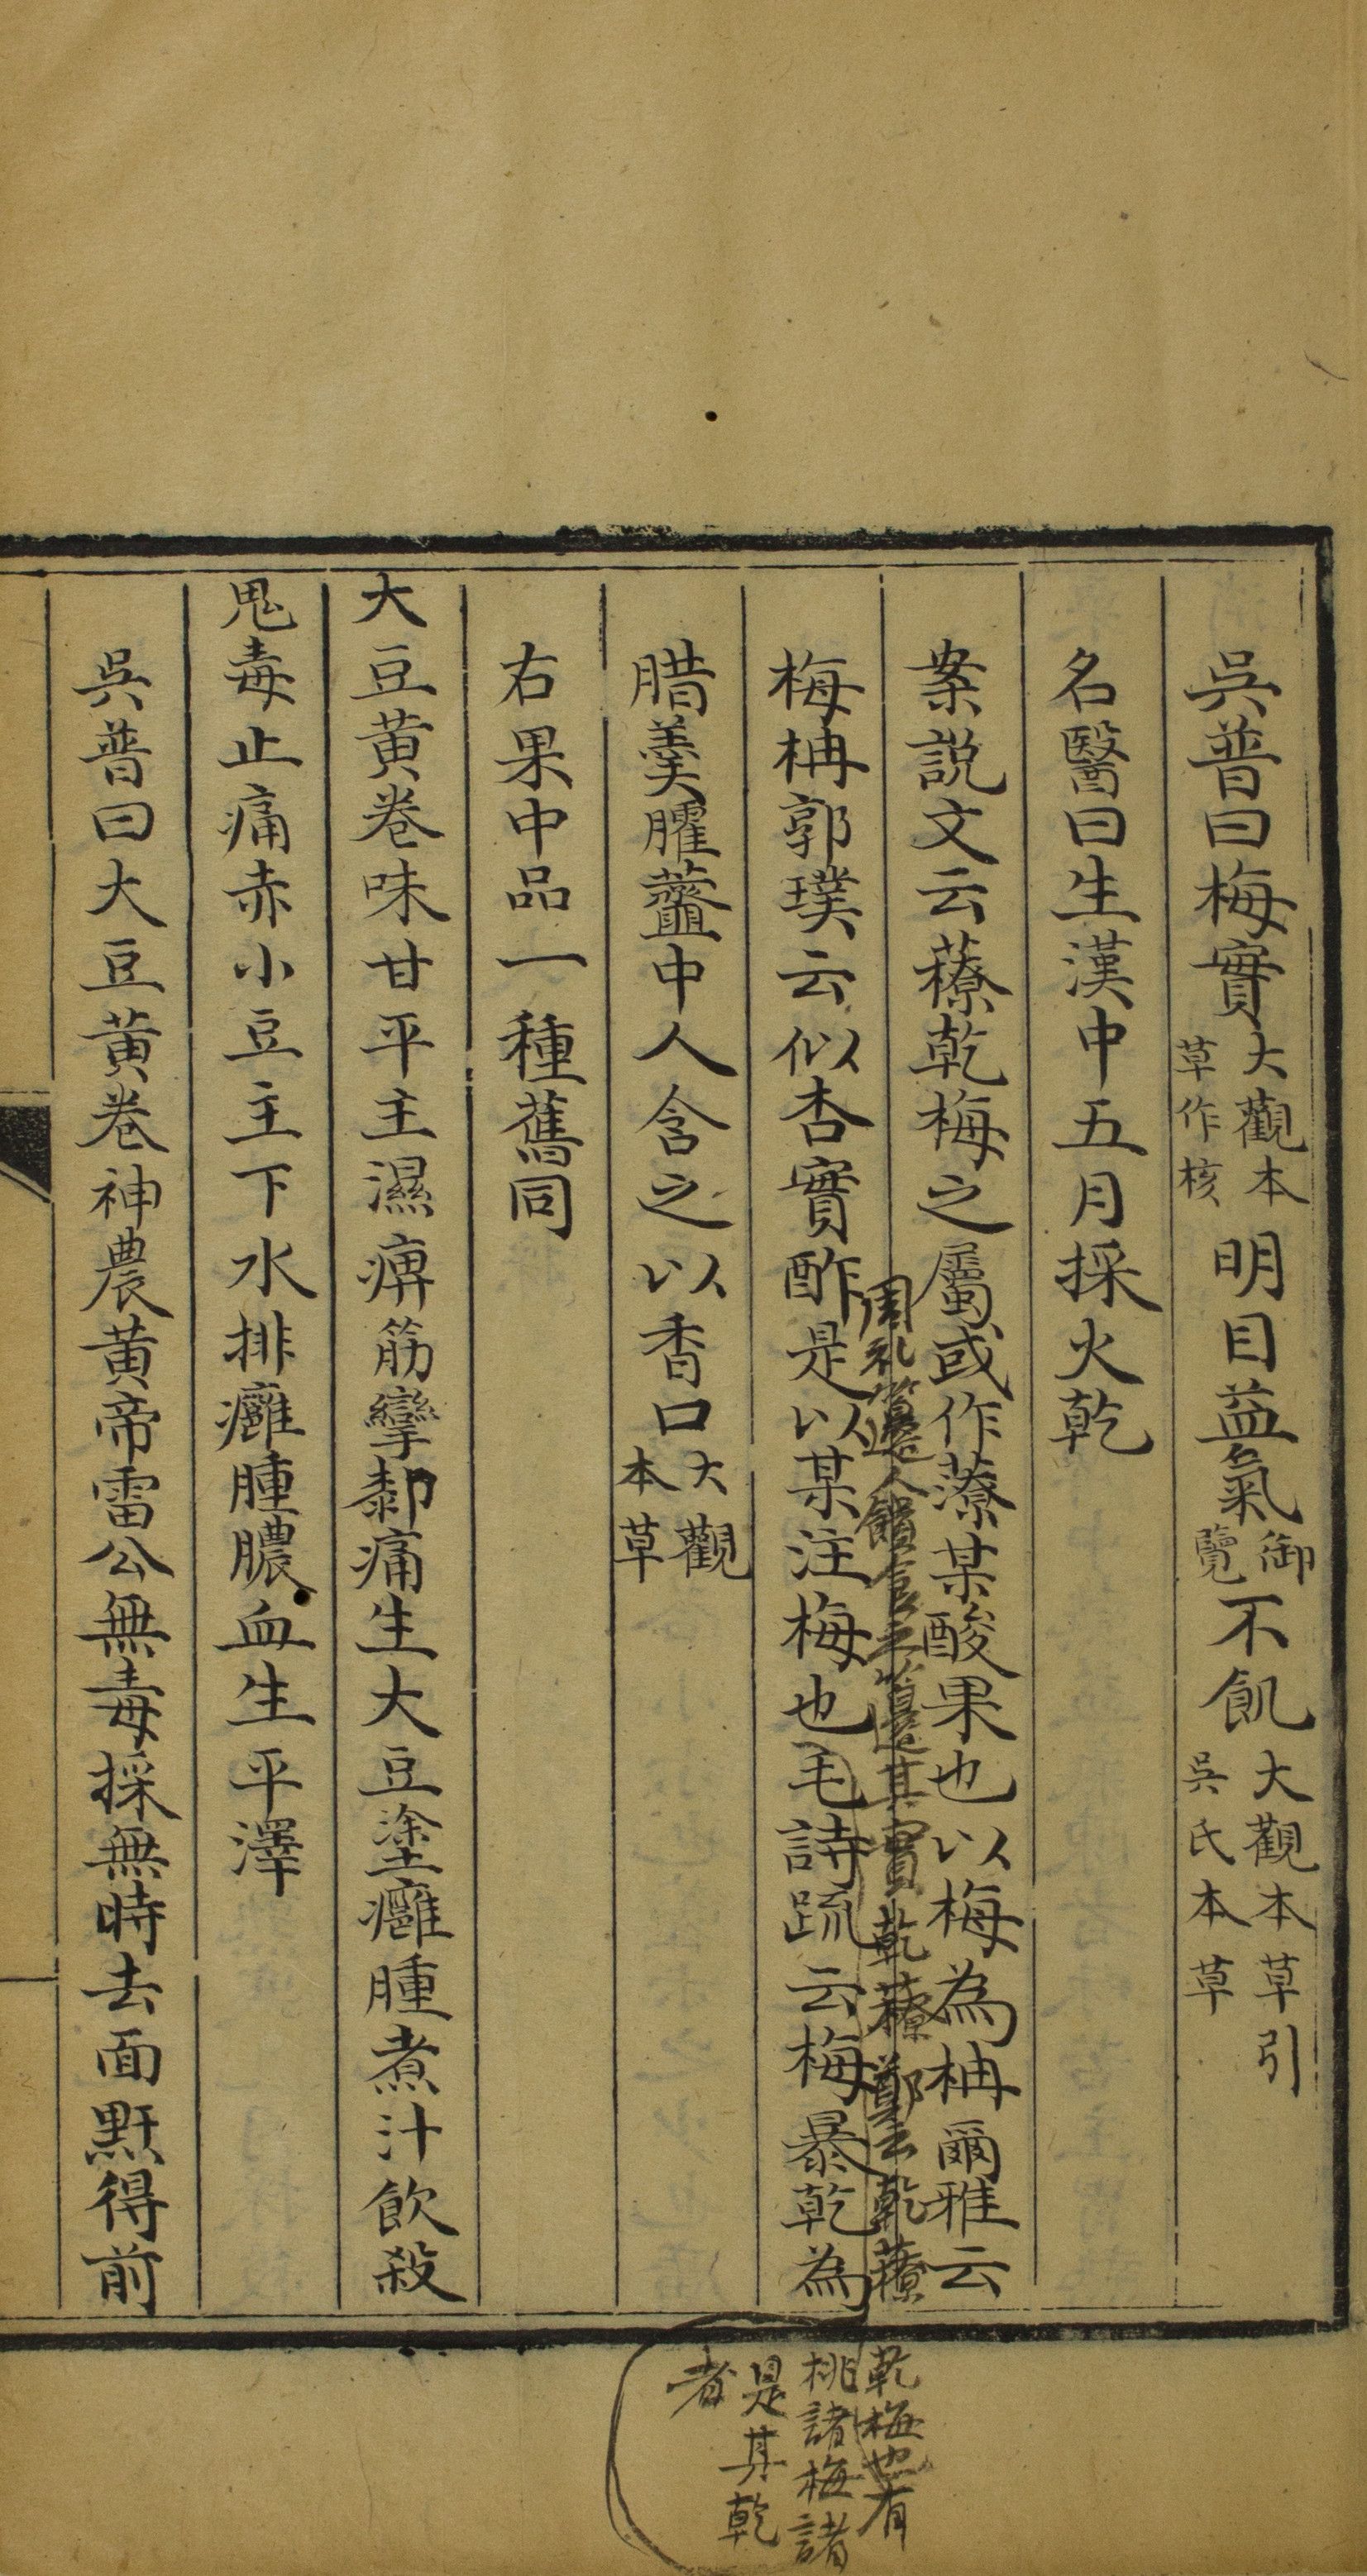 吳普曰梅實大觀本草作核明目益氣御覽不飢大觀本草引吳氏本草
名醫曰生漢中五月採火乾
案說文云䕩乾梅之屬或作䕩某酸果也以梅為柟爾雅云
周礼籩人饋食之籩其實乾䕩鄭云乾䕩
乾梅也有
桃諸梅諸
是其乾
者
梅柟郭璞云似杏實酢是以某注梅也毛詩疏云梅暴乾為
腊羹臛虀中人含之以香口大觀本草
右果中品一種舊同
大豆黃卷味甘平主濕痹筋攣𰕎痛生大豆塗癰腫煮汁飲殺
鬼毒止痛赤小豆主下水排癰腫膿血生平澤
吳普曰大豆黃卷神農黃帝雷公無毒採無時去面䵟得前